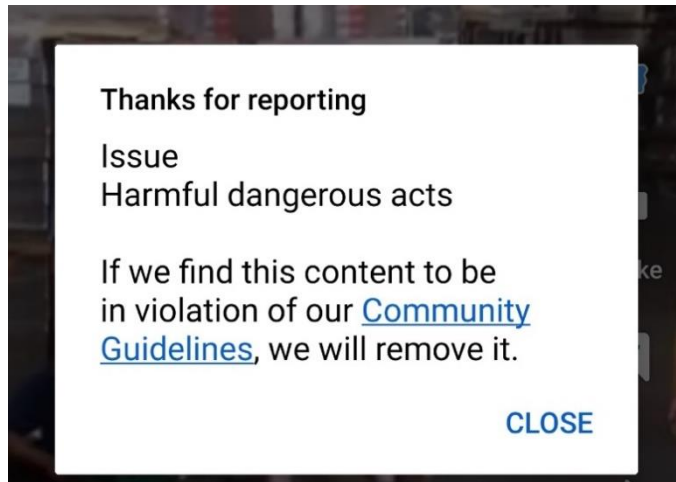 Thanks for reporting
Issue
Harmful dangerous acts
If we find this content to be
in violation of our Community
Guidelines, we will remove it.
CLOSE